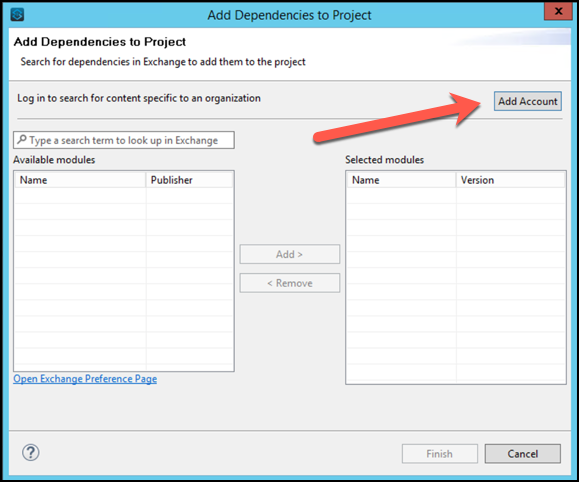 Add Dependencies to Project
X
Add Dependencies to Project
Search for dependencies in Exchange to add them to the project
Log in to search for content specific to an organization
Add Account
Type a search term to look up in Exchange
Available modules
Selected modules
Name Publisher
Name Version
Add >
< Remove
Open Exchange Preference Page
?
Finish
Cancel